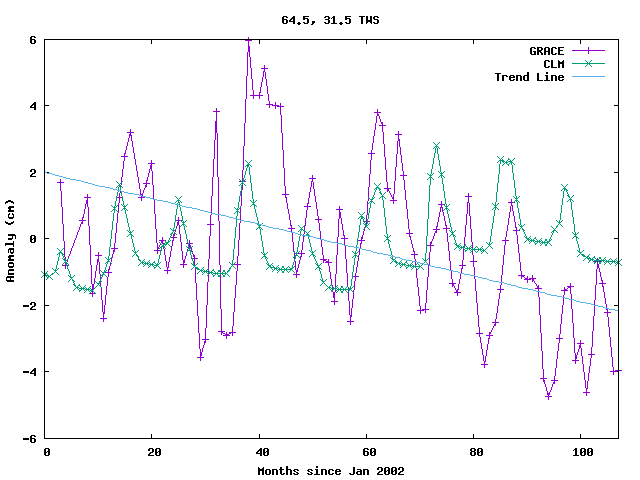 64.5, 31.5 TWS
GRACE
CLM
Trend Line
Anomaly (cm)
6
4
2
0
-2
-4
-6
0 20 40 60 80 100
Months since Jan 2002